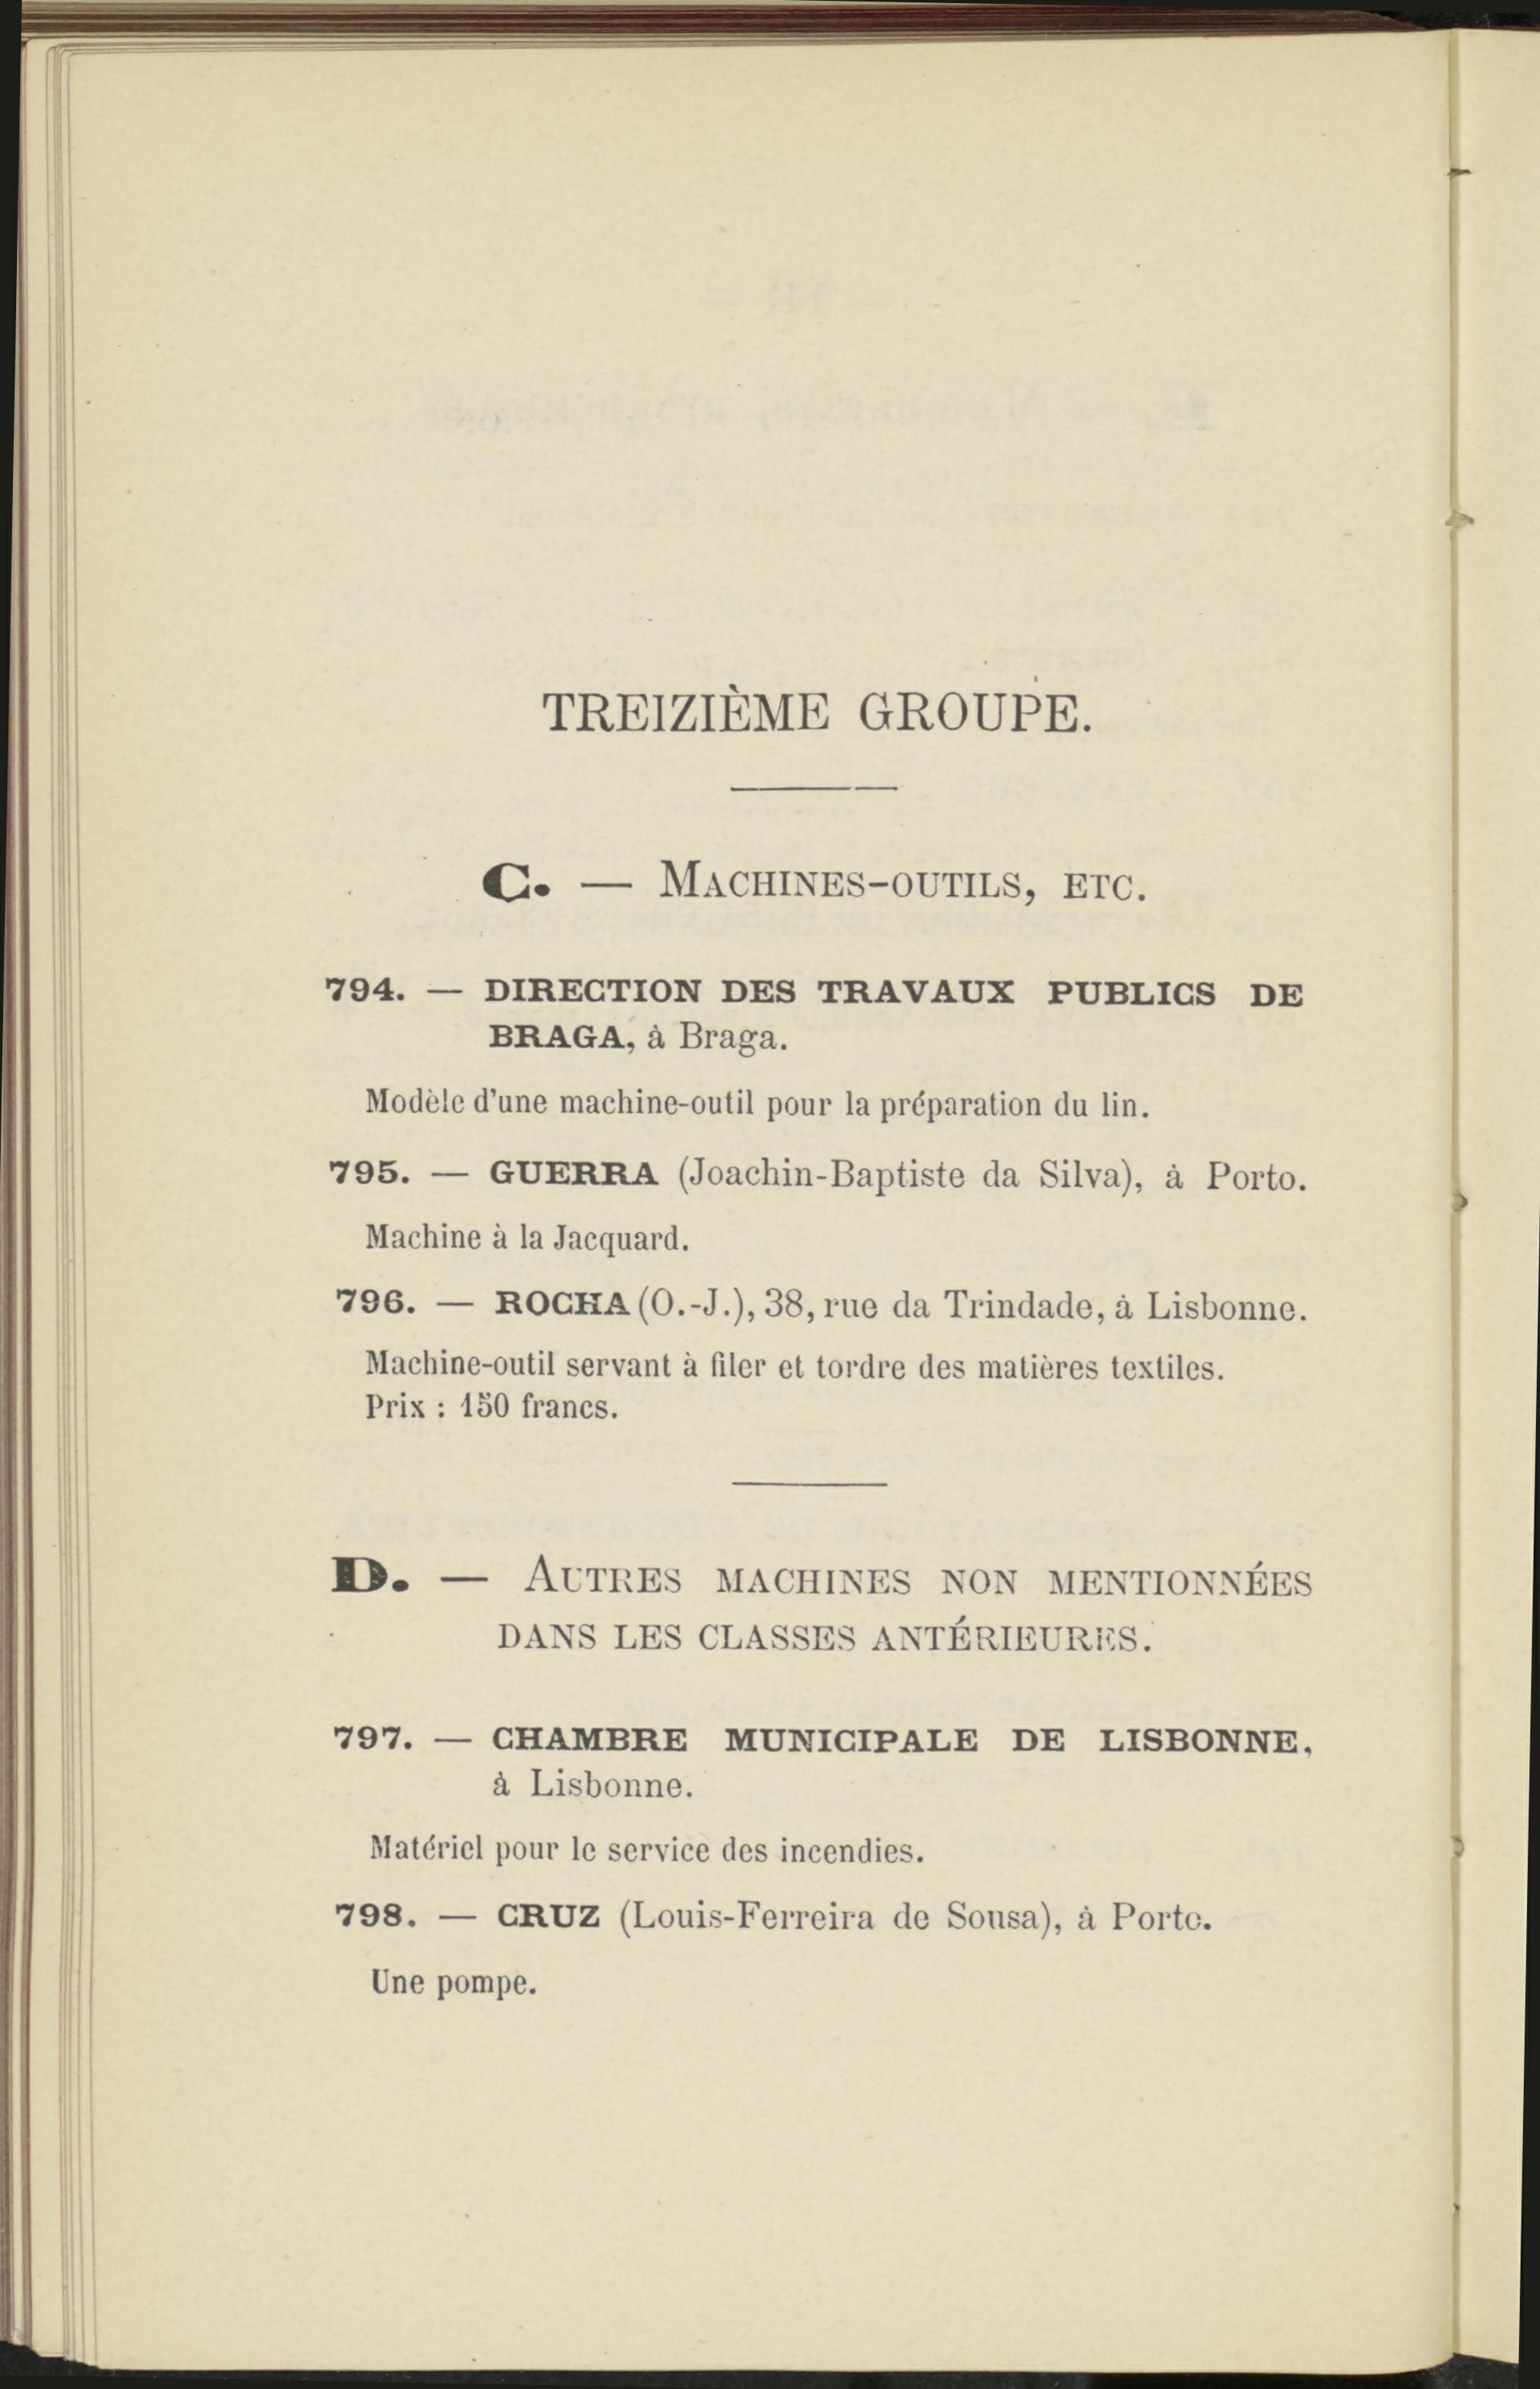 TREIZIÈME GROUPE.
C. — MACHINES-OUTILS, ETC.
794. — DIRECTION DES TRAVAUX PUBLICS DE
BRAGA, à Braga.
Modèle d'une machine-outil pour la préparation du lin.
795. — GUERRA (Joachin-Baptiste da Silva), à Porto.
Machine à la Jacquard.
796. — ROCHA (O.-J.), 38, rue da Trindade, à Lisbonne.
Machine-outil servant à filer et tordre des matières textiles.
Prix : 150 francs.
D. — AUTRES MACHINES NON MENTIONNÉES
DANS LES CLASSES ANTÉRIEURES.
797. — CHAMBRE MUNICIPALE DE LISBONNE,
à Lisbonne.
Matériel pour le service des incendies.
798. — CRUZ (Louis-Ferreira de Sousa), à Porto.
Une pompe.